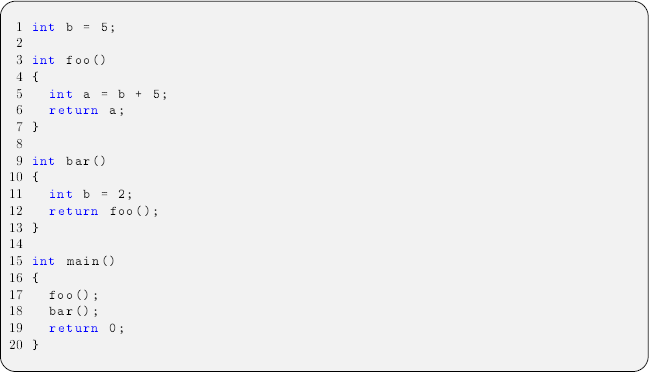 1 int b = 5;
2
3 int foo()
4 {
5   int a = b + 5;
6   return a;
7 }
8
9 int bar()
10 {
11   int b = 2;
12   return foo();
13 }
14
15 int main()
16 {
17   foo();
18   bar();
19   return 0;
20 }